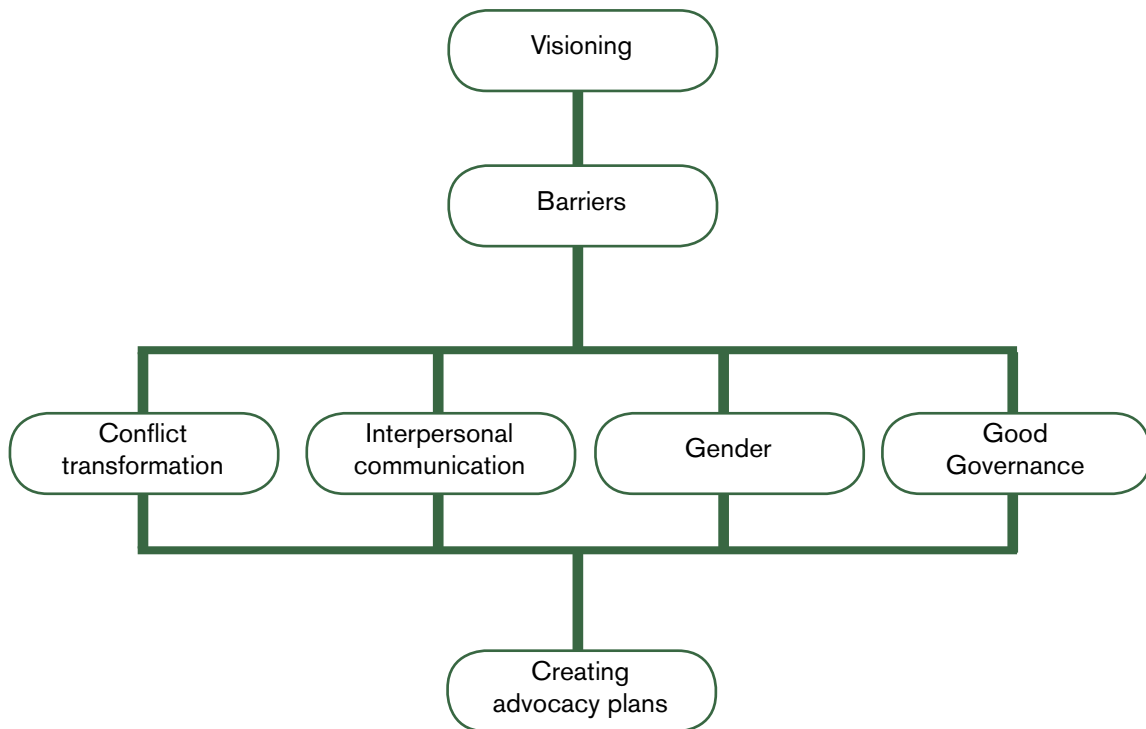 Visioning
Barriers
Conflict
transformation
Interpersonal
communication
Gender
Good
Governance
Creating
advocacy plans